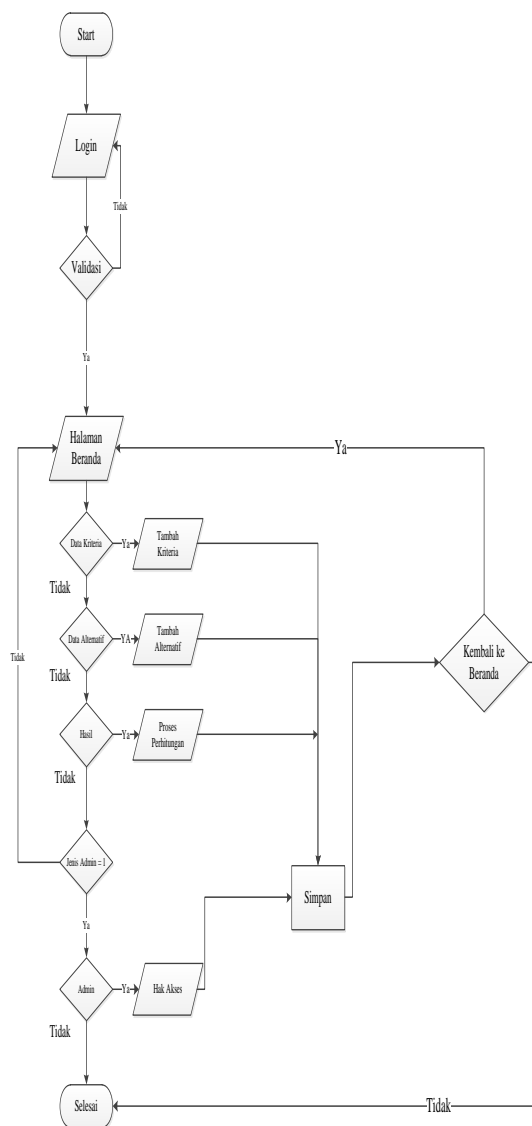 Start
Login
Tidak
Validasi
Ya
Halaman
Beranda
Ya
Data Kriteria
Ya
Tambah
Kriteria
Tidak
Data Alternatif
YA
Tambah
Alternatif
Kembali ke
Beranda
Tidak
Tidak
Hasil
Ya
Proses
Perhitungan
Tidak
Jenis Admin = 1
Simpan
Ya
Admin
Ya
Hak Akses
Tidak
Selesai
Tidak